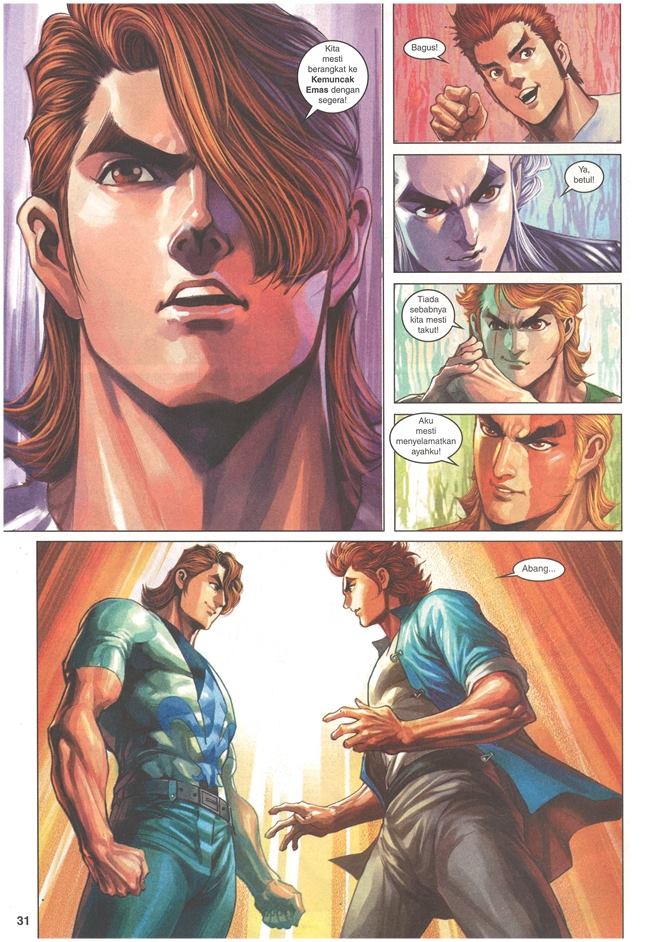 Kita
mesti
berangkat ke
Kemuncak
Emas dengan
segera!
Bagus!
Ya,
betul!
Tiada
sebabnya
kita mesti
takut!
Aku
mesti
menyelamatkan
ayahku!
Abang...
31